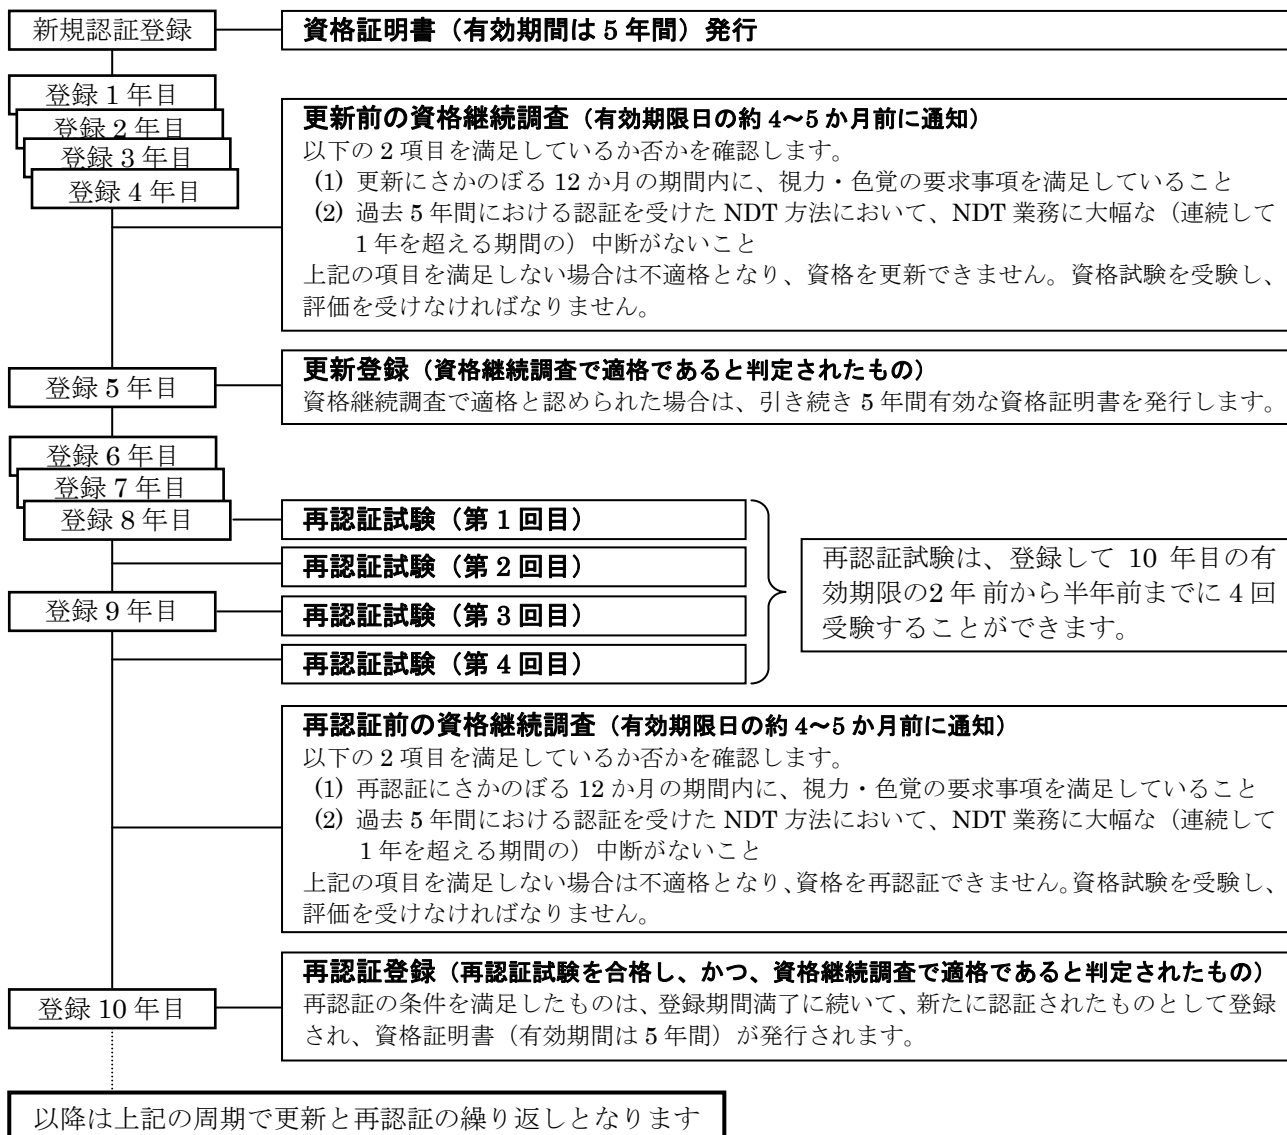 新規認証登録
資格証明書（有効期間は 5 年間）発行
登録 1 年目
登録 2 年目
登録 3 年目
登録 4 年目
更新前の資格継続調査（有効期限日の約 4～5 か月前に通知）
以下の 2 項目を満足しているか否かを確認します。
(1) 更新にさかのぼる 12 か月の期間内に、視力・色覚の要求事項を満足していること
(2) 過去 5 年間における認証を受けた NDT 方法において、NDT 業務に大幅な（連続して
1 年を超える期間の）中断がないこと
上記の項目を満足しない場合は不適格となり、資格を更新できません。資格試験を受験し、
評価を受けなければなりません。
登録 5 年目
更新登録（資格継続調査で適格であると判定されたもの）
資格継続調査で適格と認められた場合は、引き続き 5 年間有効な資格証明書を発行します。
登録 6 年目
登録 7 年目
登録 8 年目
再認証試験（第 1 回目）
再認証試験（第 2 回目）
登録 9 年目
再認証試験（第 3 回目）
再認証試験（第 4 回目）
再認証試験は、登録して 10 年目の有
効期限の2 年 前から半年前までに 4 回
受験することができます。
再認証前の資格継続調査（有効期限日の約 4～5 か月前に通知）
以下の 2 項目を満足しているか否かを確認します。
(1) 再認証にさかのぼる 12 か月の期間内に、視力・色覚の要求事項を満足していること
(2) 過去 5 年間における認証を受けた NDT 方法において、NDT 業務に大幅な（連続して
1 年を超える期間の）中断がないこと
上記の項目を満足しない場合は不適格となり、資格を再認証できません。資格試験を受験し、
評価を受けなければなりません。
登録 10 年目
再認証登録（再認証試験を合格し、かつ、資格継続調査で適格であると判定されたもの）
再認証の条件を満足したものは、登録期間満了に続いて、新たに認証されたものとして登録
され、資格証明書（有効期間は 5 年間）が発行されます。
以降は上記の周期で更新と再認証の繰り返しとなります